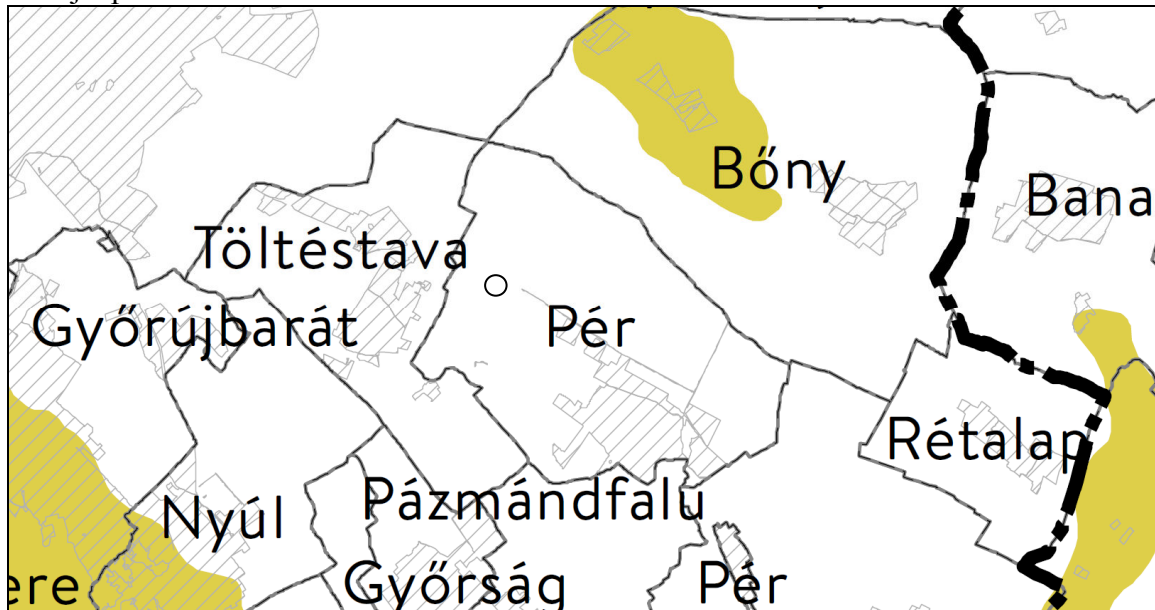 Bőny
Bana
Töltéstava
Győrújbarát
Pér
Rétalap
Pázmándfalu
Nyúl
ere
Győrság
Pér